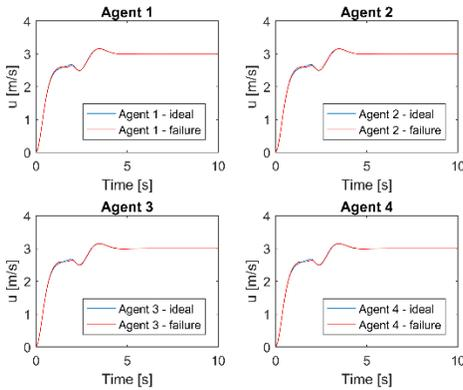 Agent 1
4
3
2
1
0
u [m/s]
Agent 1 - ideal
Agent 1 - failure
0
5
10
Time [s]
Agent 2
4
3
2
1
0
u [m/s]
Agent 2 - ideal
Agent 2 - failure
0
5
10
Time [s]
Agent 3
4
3
2
1
0
u [m/s]
Agent 3 - ideal
Agent 3 - failure
0
5
10
Time [s]
Agent 4
4
3
2
1
0
u [m/s]
Agent 4 - ideal
Agent 4 - failure
0
5
10
Time [s]